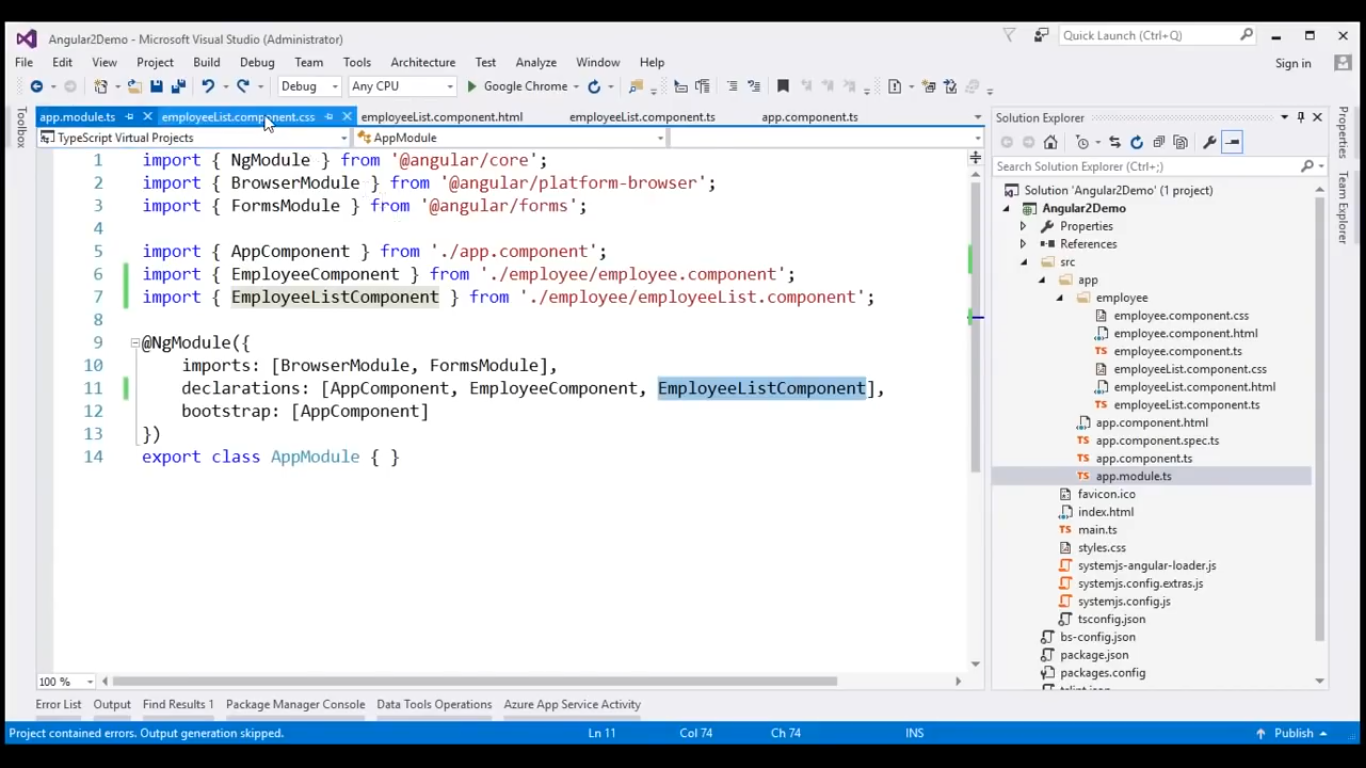 Angular2Demo - Microsoft Visual Studio (Administrator)
Quick Launch (Ctrl+Q)
File Edit View Project Build Debug Team Tools Architecture Test Analyze Window Help
Sign in
Debug Any CPU Google Chrome
Toolbox
app.module.ts employeeList.component.css employeeList.component.html employeeList.component.ts app.component.ts
TypeScript Virtual Projects AppModule
1 import { NgModule } from '@angular/core';
2 import { BrowserModule } from '@angular/platform-browser';
3 import { FormsModule } from '@angular/forms';
4
5 import { AppComponent } from './app.component';
6 import { EmployeeComponent } from './employee/employee.component';
7 import { EmployeeListComponent } from './employee/employeeList.component';
8
9 @NgModule({
10 imports: [BrowserModule, FormsModule],
11 declarations: [AppComponent, EmployeeComponent, EmployeeListComponent],
12 bootstrap: [AppComponent]
13 })
14 export class AppModule { }
100 %
Solution Explorer
Search Solution Explorer (Ctrl+;)
Solution 'Angular2Demo' (1 project)
Angular2Demo
Properties
References
src
app
employee
employee.component.css
employee.component.html
employee.component.ts
employeeList.component.css
employeeList.component.html
employeeList.component.ts
app.component.html
app.component.spec.ts
app.component.ts
app.module.ts
favicon.ico
index.html
main.ts
styles.css
systemjs-angular-loader.js
systemjs.config.extras.js
systemjs.config.js
tsconfig.json
bs-config.json
package.json
packages.config
Properties
Team Explorer
Error List Output Find Results 1 Package Manager Console Data Tools Operations Azure App Service Activity
Project contained errors. Output generation skipped. Ln 11 Col 74 Ch 74 INS Publish